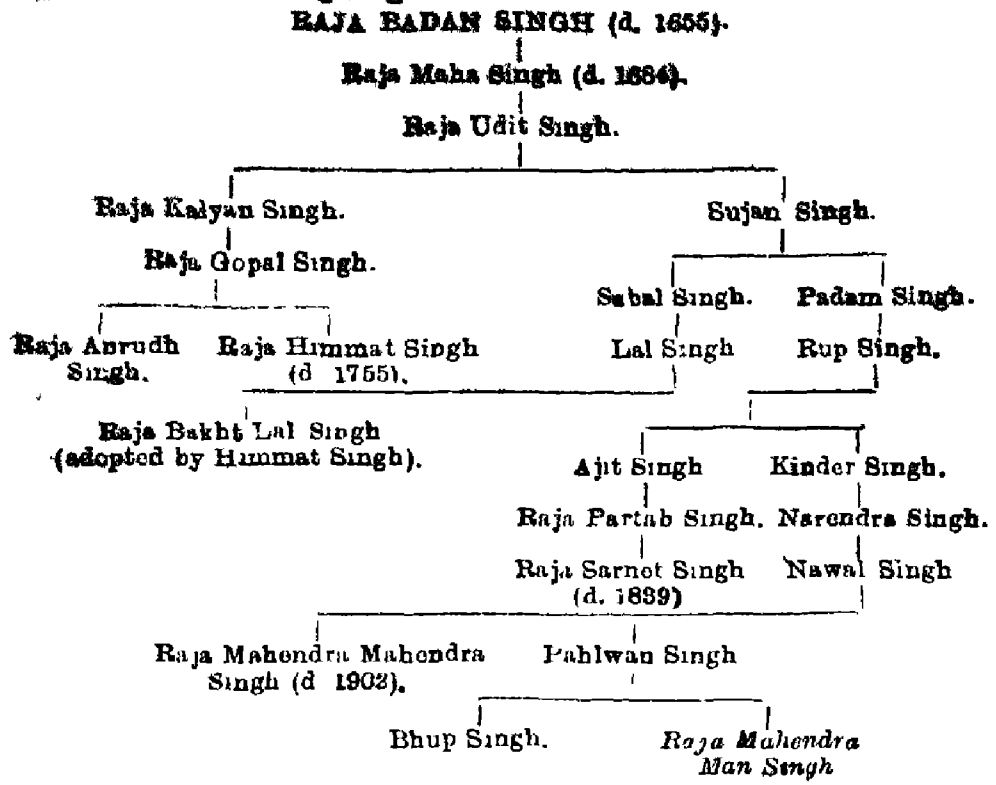 RAJA BADAN SINGH (d. 1655).
Raja Maha Singh (d. 1684).
Raja Udit Singh.
Raja Kalyan Singh. Sujan Singh.
Raja Gopal Singh.
Sabal Singh. Padam Singh.
Raja Anrudh Raja Himmat Singh Lal Singh Rup Singh.
Singh. (d 1755).
Raja Bakht Lal Singh
(adopted by Himmat Singh).
Ajit Singh Kinder Singh.
Raja Partab Singh. Narendra Singh.
Raja Sarnet Singh Nawal Singh
(d. 1839)
Raja Mahendra Mahendra Pahlwan Singh
Singh (d 1902).
Bhup Singh. Raja Mahendra
Man Singh